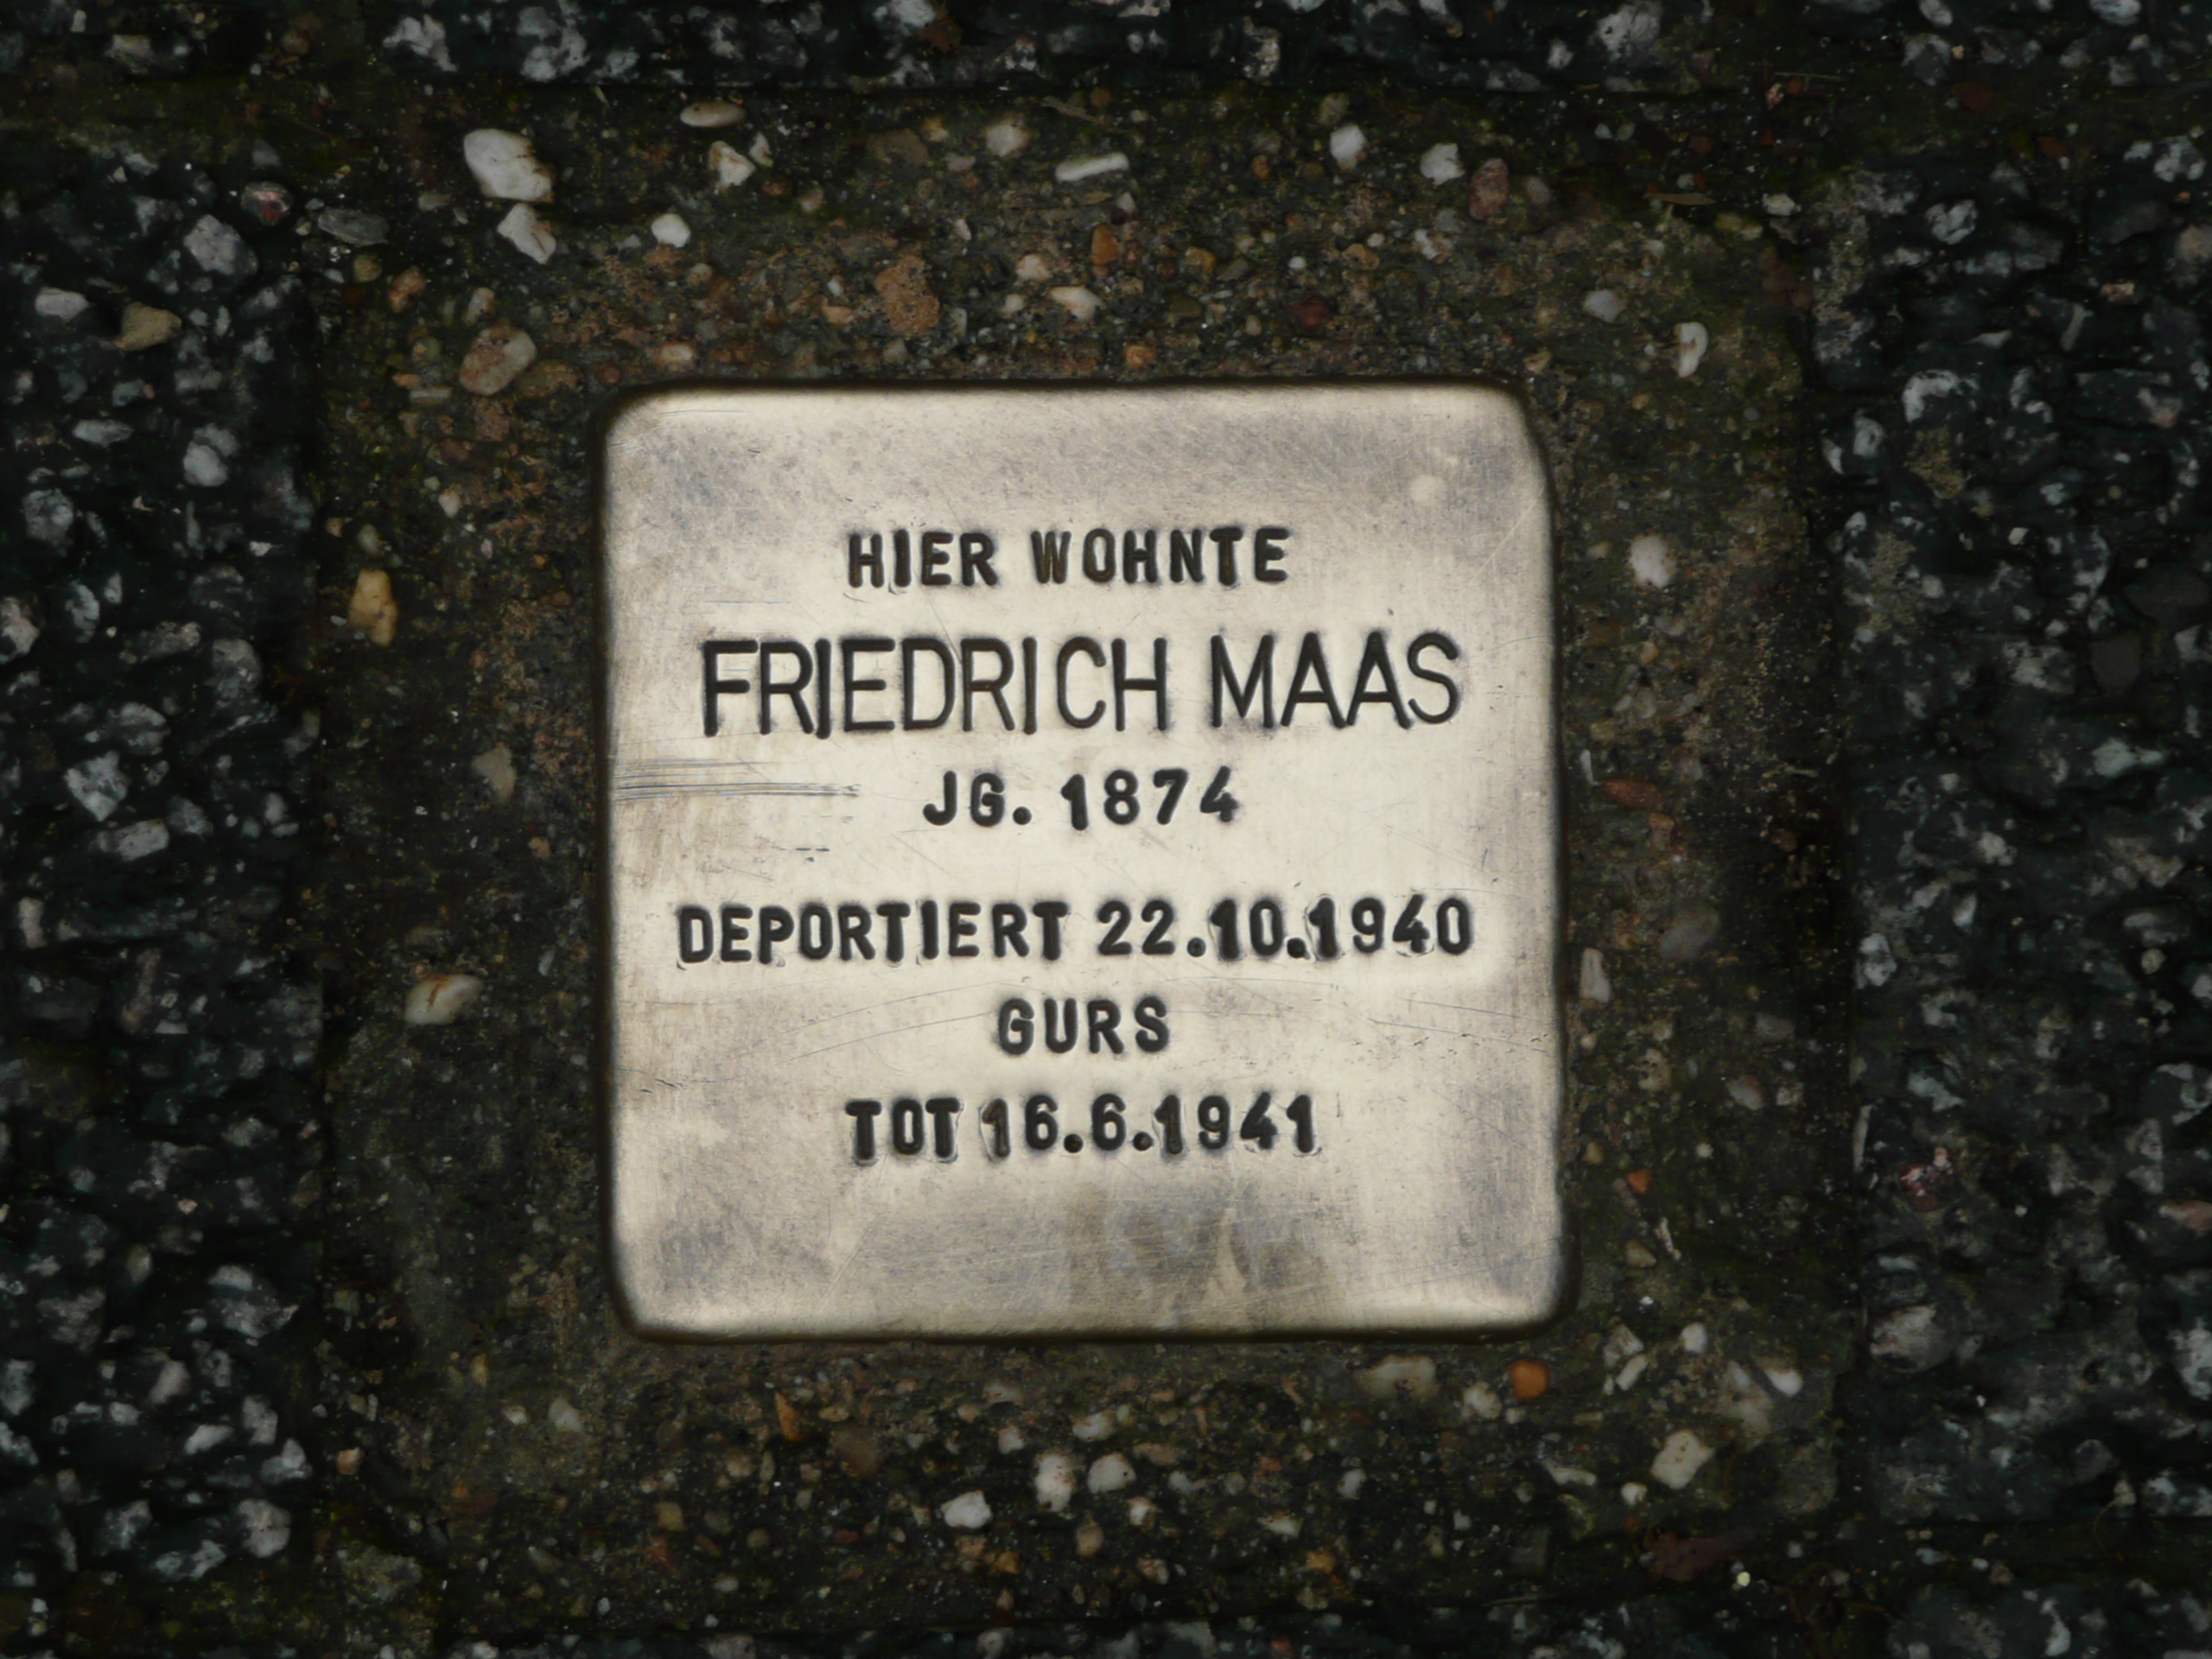 HIER WOHNTE
FRIEDRICH MAAS
JG. 1874
DEPORTIERT 22.10.1940
GURS
TOT 16.6.1941